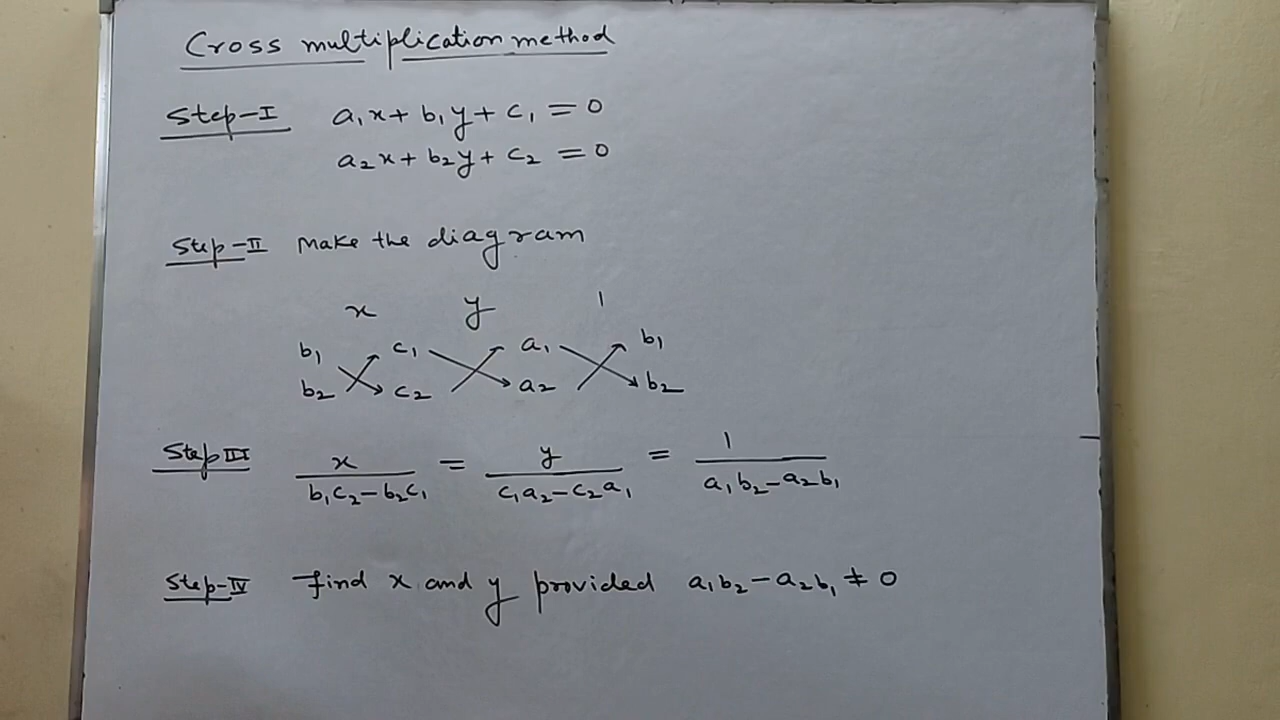 Cross multiplication method
Step-I a₁x + b₁y + c₁ = 0
a₂x + b₂y + c₂ = 0
Step-II Make the diagram
x y 1
b₁ c₁ a₁ b₁
b₂ c₂ a₂ b₂
Step III x/(b₁c₂-b₂c₁) = y/(c₁a₂-c₂a₁) = 1/(a₁b₂-a₂b₁)
Step-IV find x and y provided a₁b₂-a₂b₁ ≠ 0